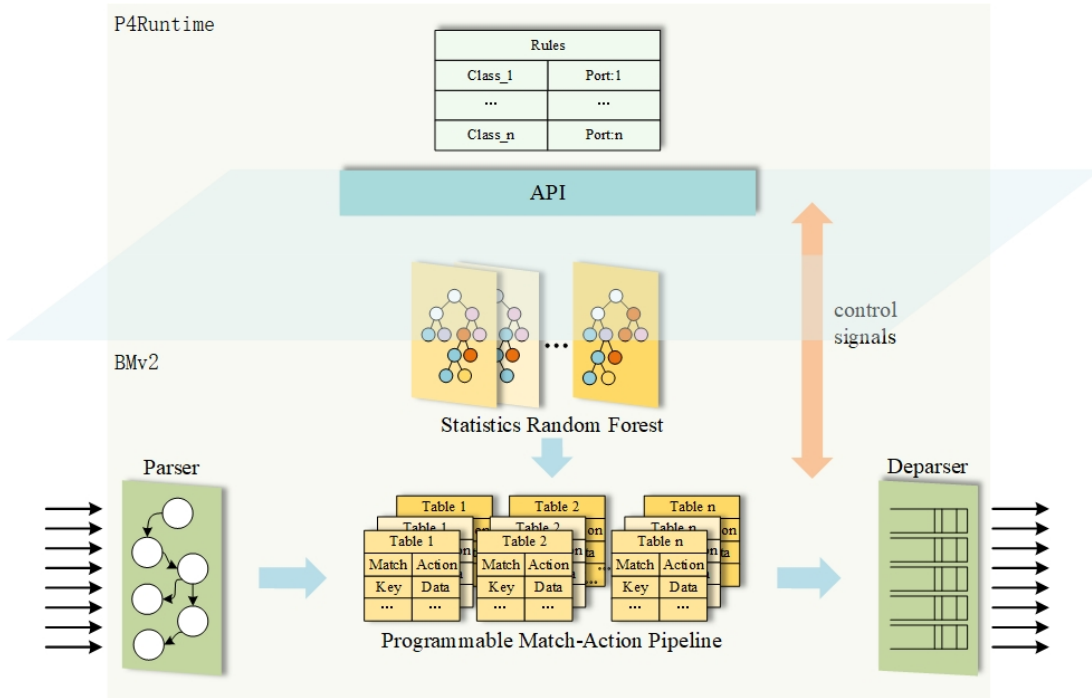 P4Runtime
Rules
Class_1 Port:1
... ...
Class_n Port:n
API
control
signals
BMv2
...
Statistics Random Forest
Parser
Deparser
Table 1 Table 2 Table n
Table 1 Table 2 Table n
Table 1 Table 2 Table n
Match Action Match Action Match Action
Key Data Key Data ... Key Data
... ... ... ... ... ...
Programmable Match-Action Pipeline